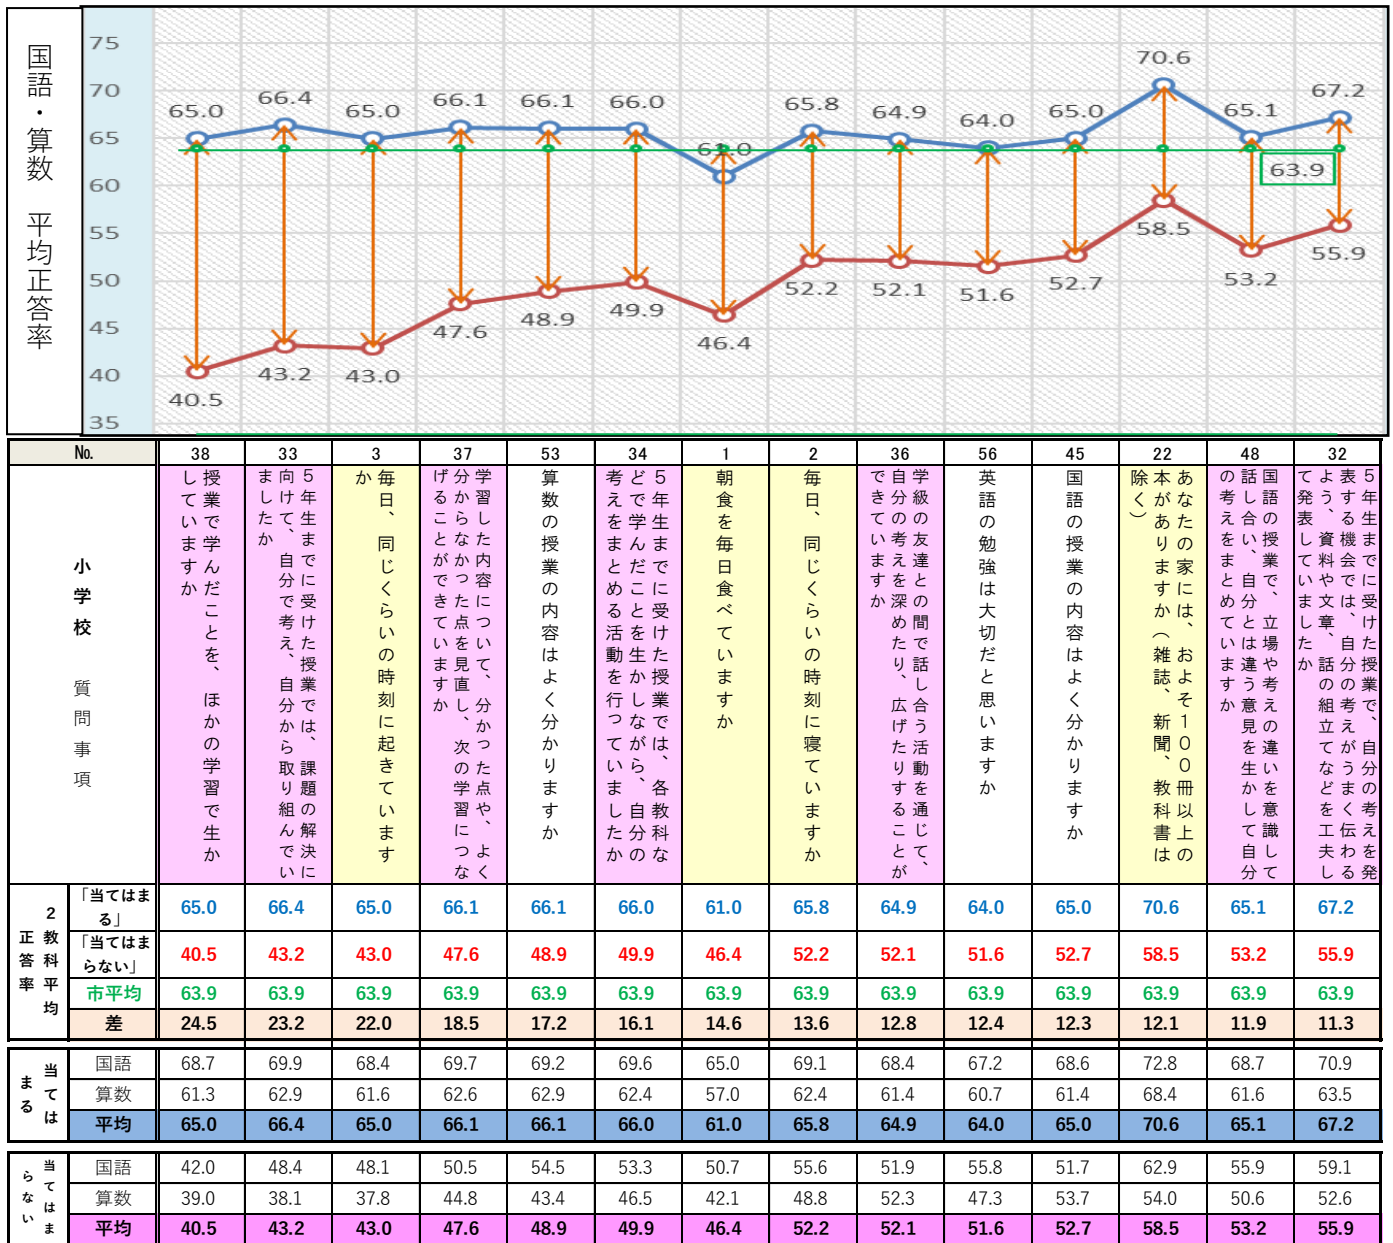 国語・算数　平均正答率
75
70
65
60
55
50
45
40
35
65.0 66.4 65.0 66.1 66.1 66.0 61.0 65.8 64.9 64.0 65.0 70.6 65.1 67.2
63.9
40.5 43.2 43.0 47.6 48.9 49.9 46.4 52.2 52.1 51.6 52.7 58.5 53.2 55.9
No. 38 33 3 37 53 34 1 2 36 56 45 22 48 32
小学校　質問事項
授業で学んだことを、ほかの学習で生か
していますか
5年生までに受けた授業では、課題の解決に
向けて、自分で考え、自分から取り組んでい
ましたか
毎日、同じくらいの時刻に起きています
か
学習した内容について、分かった点や、よく
分からなかった点を見直し、次の学習につな
げることができていますか
算数の授業の内容はよく分かりますか
5年生までに受けた授業では、各教科な
どで学んだことを生かしながら、自分の
考えをまとめる活動を行っていましたか
朝食を毎日食べていますか
毎日、同じくらいの時刻に寝ていますか
学級の友達との間で話し合う活動を通じて、
自分の考えを深めたり、広げたりすることが
できていますか
英語の勉強は大切だと思いますか
国語の授業の内容はよく分かりますか
あなたの家には、およそ１００冊以上の
本がありますか（雑誌、新聞、教科書は
除く）
国語の授業で、立場や考えの違いを意識して
話し合い、自分とは違う意見を生かして自分
の考えをまとめていますか
5年生までに受けた授業で、自分の考えを発
表する機会では、自分の考えがうまく伝わる
よう、資料や文章、話の組立てなどを工夫し
て発表していましたか
2教科平均
正答率
「当てはま
る」 65.0 66.4 65.0 66.1 66.1 66.0 61.0 65.8 64.9 64.0 65.0 70.6 65.1 67.2
「当てはま
らない」 40.5 43.2 43.0 47.6 48.9 49.9 46.4 52.2 52.1 51.6 52.7 58.5 53.2 55.9
市平均 63.9 63.9 63.9 63.9 63.9 63.9 63.9 63.9 63.9 63.9 63.9 63.9 63.9 63.9
差 24.5 23.2 22.0 18.5 17.2 16.1 14.6 13.6 12.8 12.4 12.3 12.1 11.9 11.3
当ては
まる
国語 68.7 69.9 68.4 69.7 69.2 69.6 65.0 69.1 68.4 67.2 68.6 72.8 68.7 70.9
算数 61.3 62.9 61.6 62.6 62.9 62.4 57.0 62.4 61.4 60.7 61.4 68.4 61.6 63.5
平均 65.0 66.4 65.0 66.1 66.1 66.0 61.0 65.8 64.9 64.0 65.0 70.6 65.1 67.2
当てはま
らない
国語 42.0 48.4 48.1 50.5 54.5 53.3 50.7 55.6 51.9 55.8 51.7 62.9 55.9 59.1
算数 39.0 38.1 37.8 44.8 43.4 46.5 42.1 48.8 52.3 47.3 53.7 54.0 50.6 52.6
平均 40.5 43.2 43.0 47.6 48.9 49.9 46.4 52.2 52.1 51.6 52.7 58.5 53.2 55.9